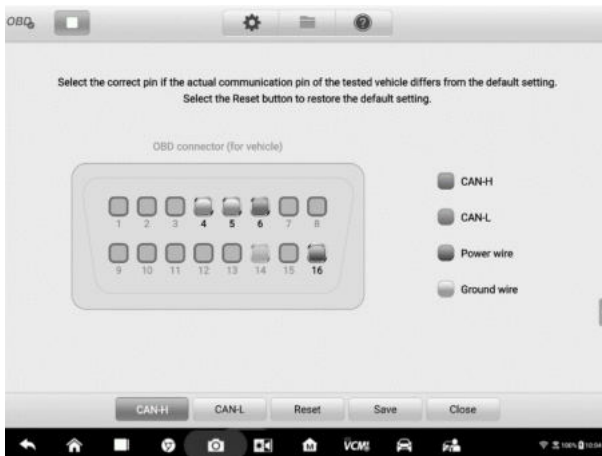 OBD
Select the correct pin if the actual communication pin of the tested vehicle differs from the default setting.
Select the Reset button to restore the default setting.
OBD connector (for vehicle)
1 2 3 4 5 6 7 8
9 10 11 12 13 14 15 16
CAN-H
CAN-L
Power wire
Ground wire
CAN-H CAN-L Reset Save Close
VCMI 100% 10:04